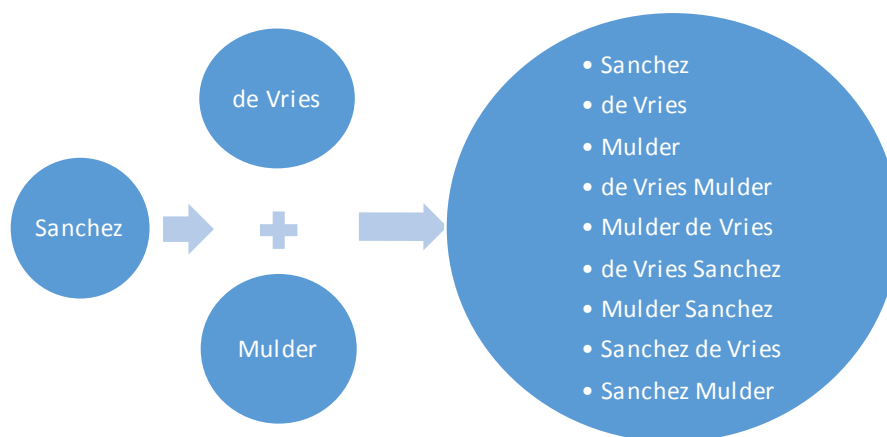 Sanchez
de Vries
Mulder
• Sanchez
• de Vries
• Mulder
• de Vries Mulder
• Mulder de Vries
• de Vries Sanchez
• Mulder Sanchez
• Sanchez de Vries
• Sanchez Mulder